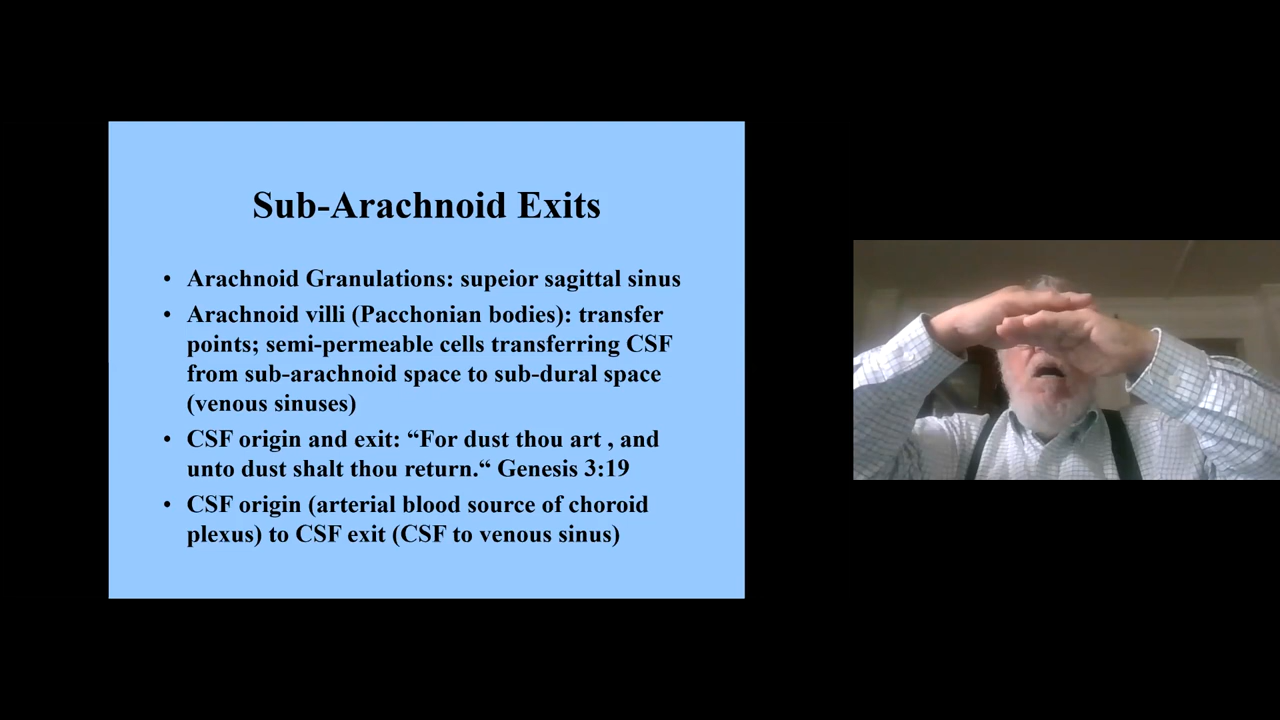 Sub-Arachnoid Exits
• Arachnoid Granulations: supeior sagittal sinus
• Arachnoid villi (Pacchonian bodies): transfer
points; semi-permeable cells transferring CSF
from sub-arachnoid space to sub-dural space
(venous sinuses)
• CSF origin and exit: “For dust thou art , and
unto dust shalt thou return.“ Genesis 3:19
• CSF origin (arterial blood source of choroid
plexus) to CSF exit (CSF to venous sinus)